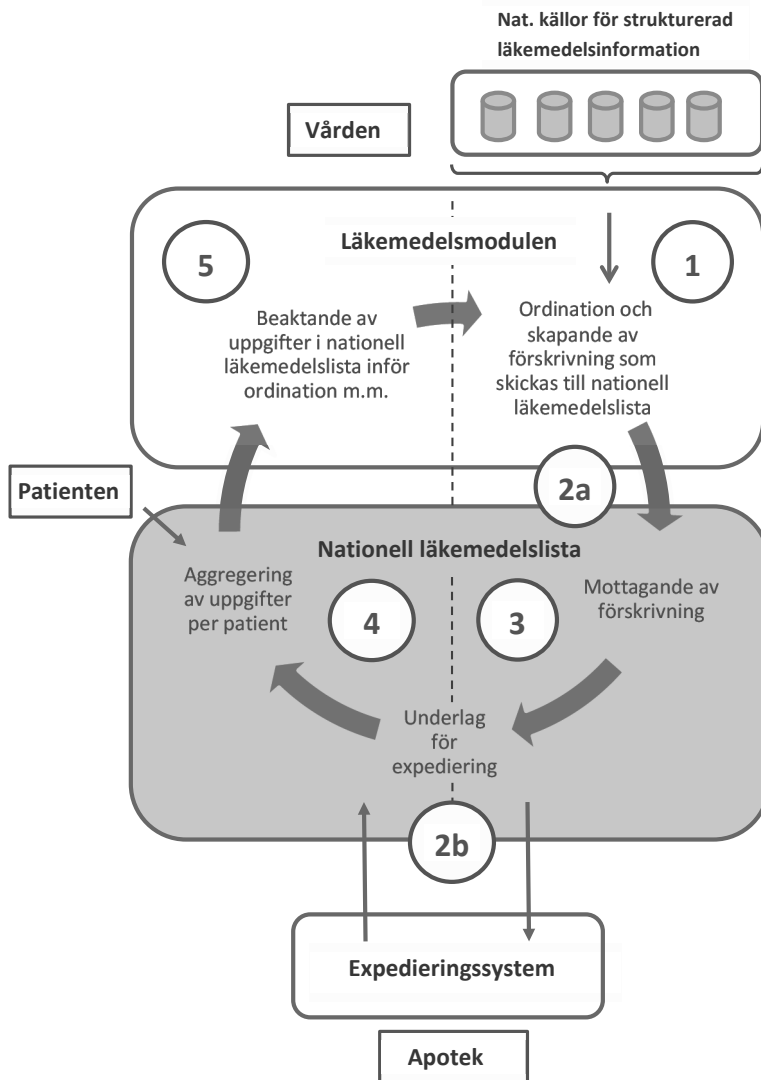 Nat. källor för strukturerad
läkemedelsinformation
Vården
Läkemedelsmodulen
5
1
Beaktande av
uppgifter i nationell
läkemedelslista inför
ordination m.m.
Ordination och
skapande av
förskrivning som
skickas till nationell
läkemedelslista
2a
Patienten
Nationell läkemedelslista
Aggregering
av uppgifter
per patient
4
3
Mottagande av
förskrivning
Underlag
för
expediering
2b
Expedieringssystem
Apotek